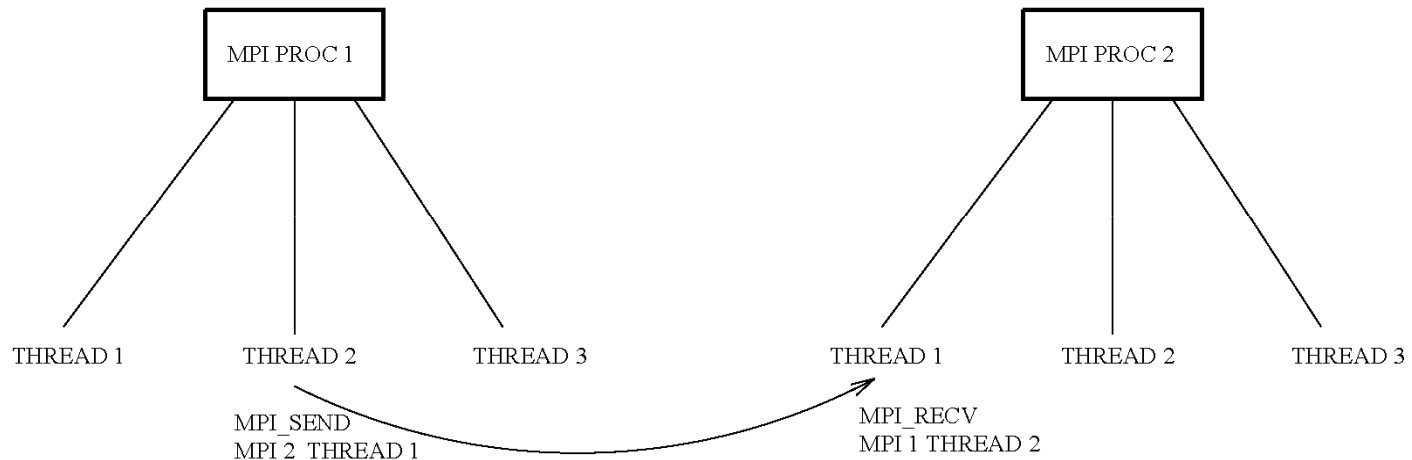 MPI PROC 1
MPI PROC 2
THREAD 1
THREAD 2
THREAD 3
THREAD 1
THREAD 2
THREAD 3
MPI_SEND
MPI 2 THREAD 1
MPI_RECV
MPI 1 THREAD 2